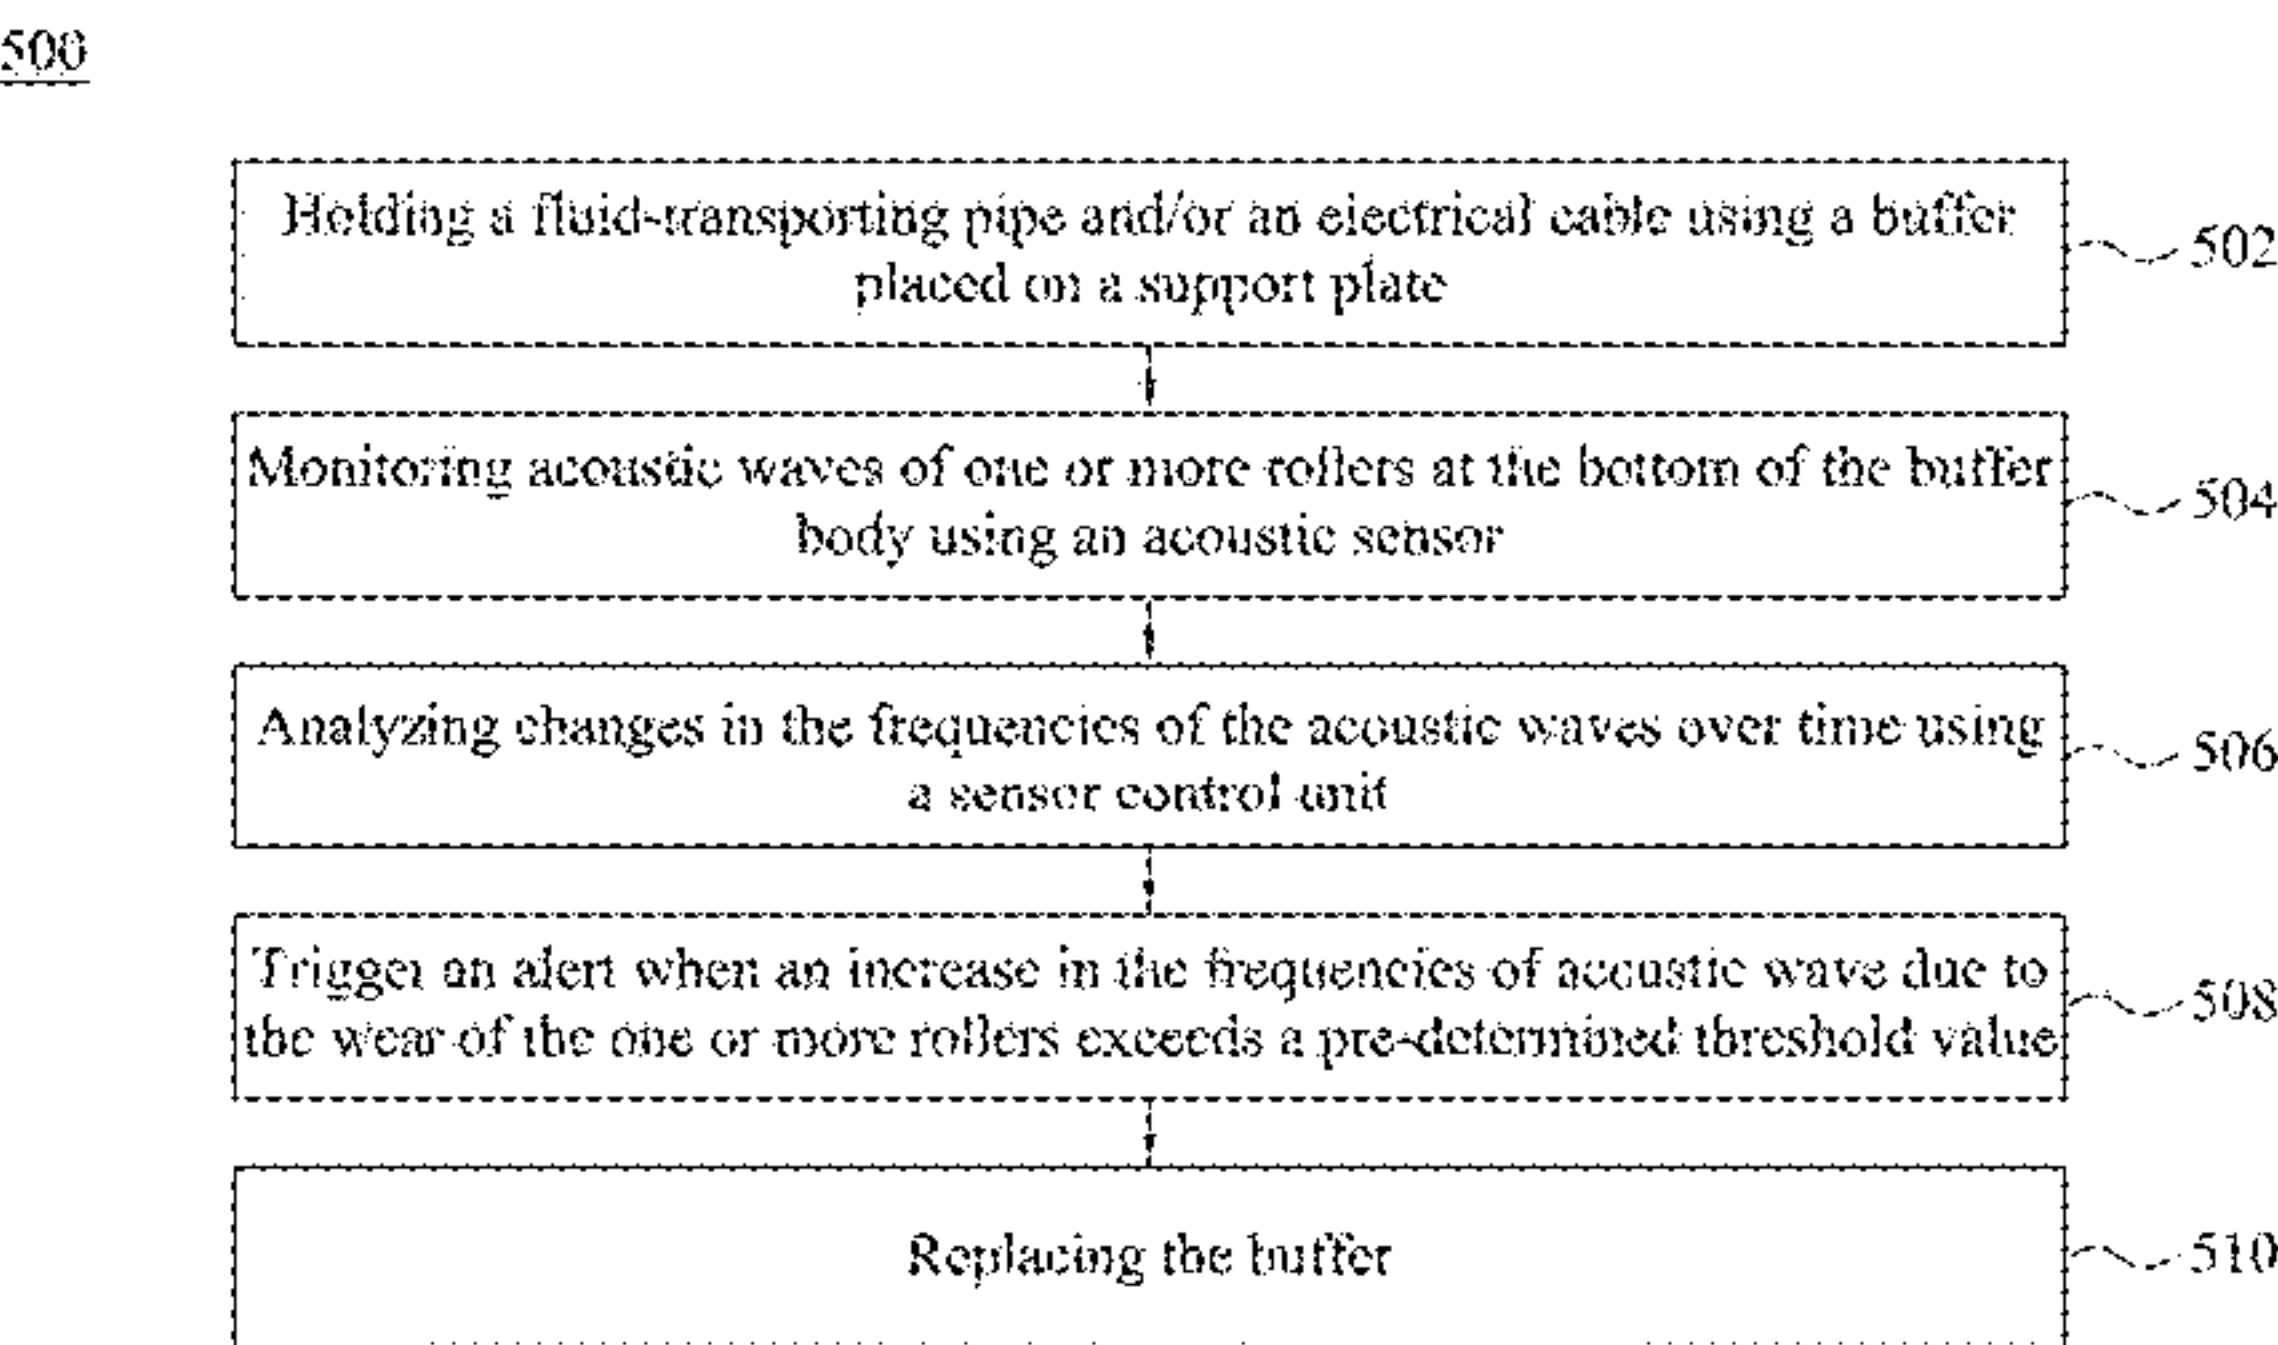 500
Holding a fluid-transporting pipe and/or an electrical cable using a buffer
placed on a support plate
502
Monitoring acoustic waves of one or more rollers at the bottom of the buffer
body using an acoustic sensor
504
Analyzing changes in the frequencies of the acoustic waves over time using
a sensor control unit
506
Trigger an alert when an increase in the frequencies of acoustic wave due to
the wear of the one or more rollers exceeds a pre-determined threshold value
508
Replacing the buffer
510